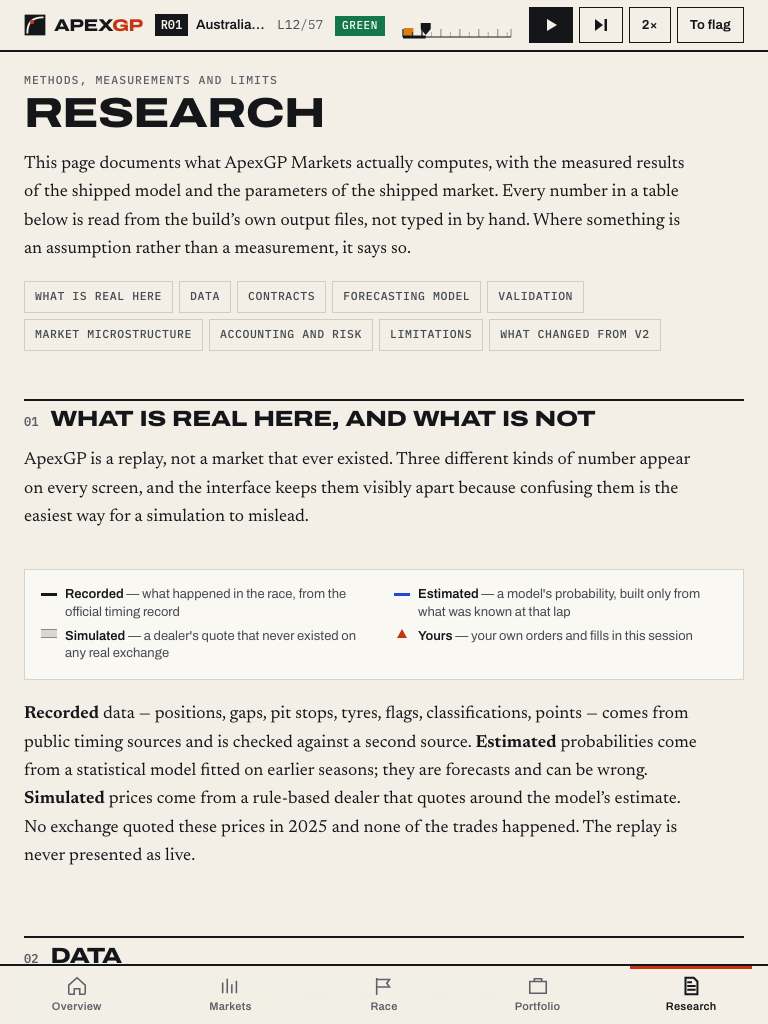 APEXGP R01 Australia... L12/57 GREEN 2× To flag
METHODS, MEASUREMENTS AND LIMITS
RESEARCH
This page documents what ApexGP Markets actually computes, with the measured results
of the shipped model and the parameters of the shipped market. Every number in a table
below is read from the build’s own output files, not typed in by hand. Where something is
an assumption rather than a measurement, it says so.
WHAT IS REAL HERE DATA CONTRACTS FORECASTING MODEL VALIDATION
MARKET MICROSTRUCTURE ACCOUNTING AND RISK LIMITATIONS WHAT CHANGED FROM V2
01 WHAT IS REAL HERE, AND WHAT IS NOT
ApexGP is a replay, not a market that ever existed. Three different kinds of number appear
on every screen, and the interface keeps them visibly apart because confusing them is the
easiest way for a simulation to mislead.
Recorded — what happened in the race, from the
official timing record
Estimated — a model's probability, built only from
what was known at that lap
Simulated — a dealer's quote that never existed on
any real exchange
Yours — your own orders and fills in this session
Recorded data — positions, gaps, pit stops, tyres, flags, classifications, points — comes from
public timing sources and is checked against a second source. Estimated probabilities come
from a statistical model fitted on earlier seasons; they are forecasts and can be wrong.
Simulated prices come from a rule-based dealer that quotes around the model’s estimate.
No exchange quoted these prices in 2025 and none of the trades happened. The replay is
never presented as live.
02 DATA
Overview Markets Race Portfolio Research